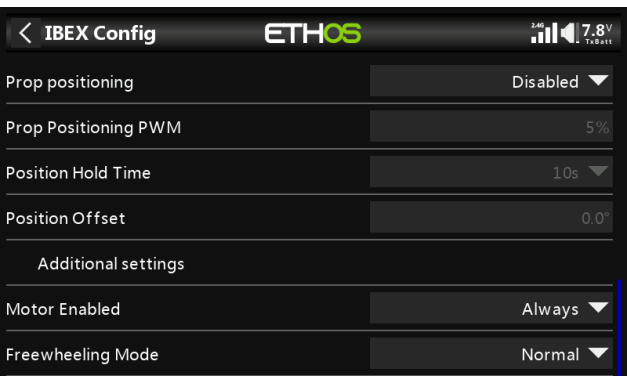 IBEX Config
ETHOS
2.4G
7.8V
TxBatt
Prop positioning
Disabled
Prop Positioning PWM
5%
Position Hold Time
10s
Position Offset
0.0°
Additional settings
Motor Enabled
Always
Freewheeling Mode
Normal